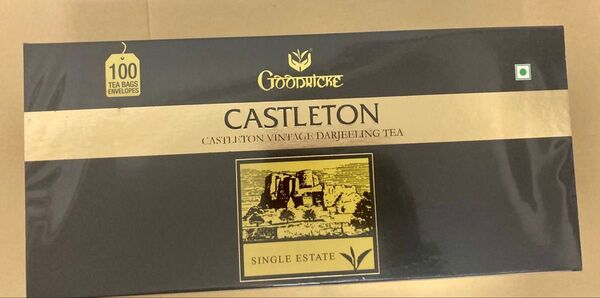 100
TEA BAGS
ENVELOPES
GOODRICKE
CASTLETON
CASTLETON VINTAGE DARJEELING TEA
SINGLE ESTATE